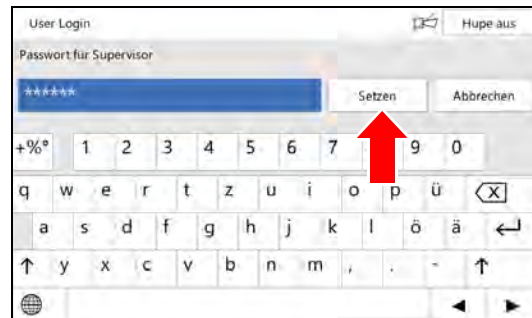 User Login Hupe aus
Passwort für Supervisor
****** Setzen Abbrechen
+%° 1 2 3 4 5 6 7 9 0
q w e r t z u i o p ü
a s d f g h j k l ö ä
y x c v b n m , . -